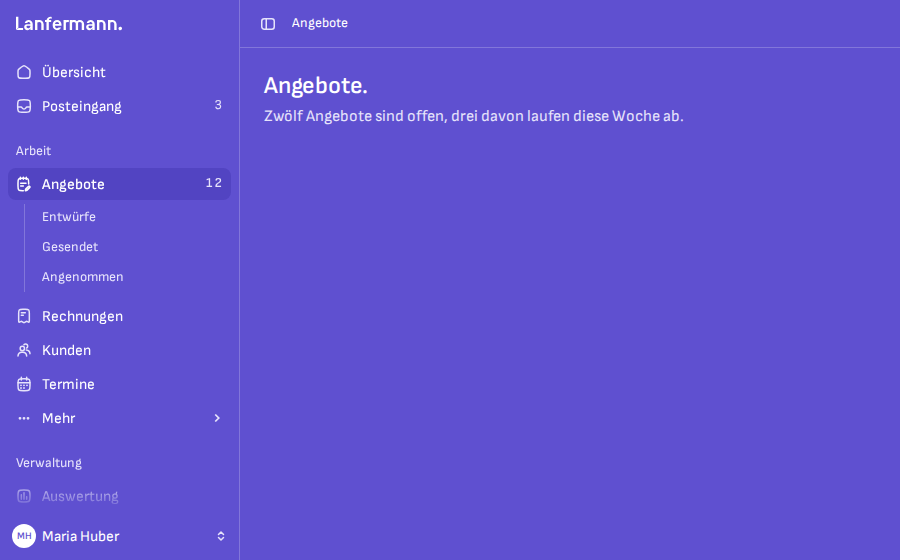 Lanfermann.
Übersicht
Posteingang 3
Arbeit
Angebote 12
Entwürfe
Gesendet
Angenommen
Rechnungen
Kunden
Termine
Mehr
Verwaltung
Auswertung
MH Maria Huber
Angebote
Angebote.
Zwölf Angebote sind offen, drei davon laufen diese Woche ab.